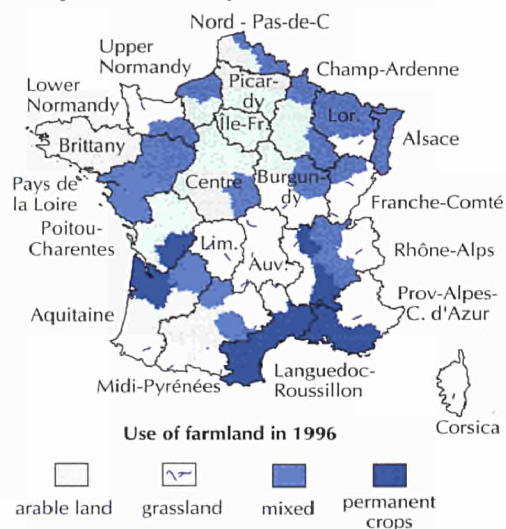 Nord - Pas-de-C
Upper
Normandy
Picar-
dy
Champ-Ardenne
Lower
Normandy
Île-Fr.
Lor.
Brittany
Alsace
Pays de
la Loire
Centre
Burgun-
dy
Franche-Comté
Poitou-
Charentes
Lim.
Auv.
Rhône-Alps
Aquitaine
Prov-Alpes-
C. d'Azur
Midi-Pyrénées
Languedoc-
Roussillon
Corsica
Use of farmland in 1996
arable land
grassland
mixed
permanent
crops